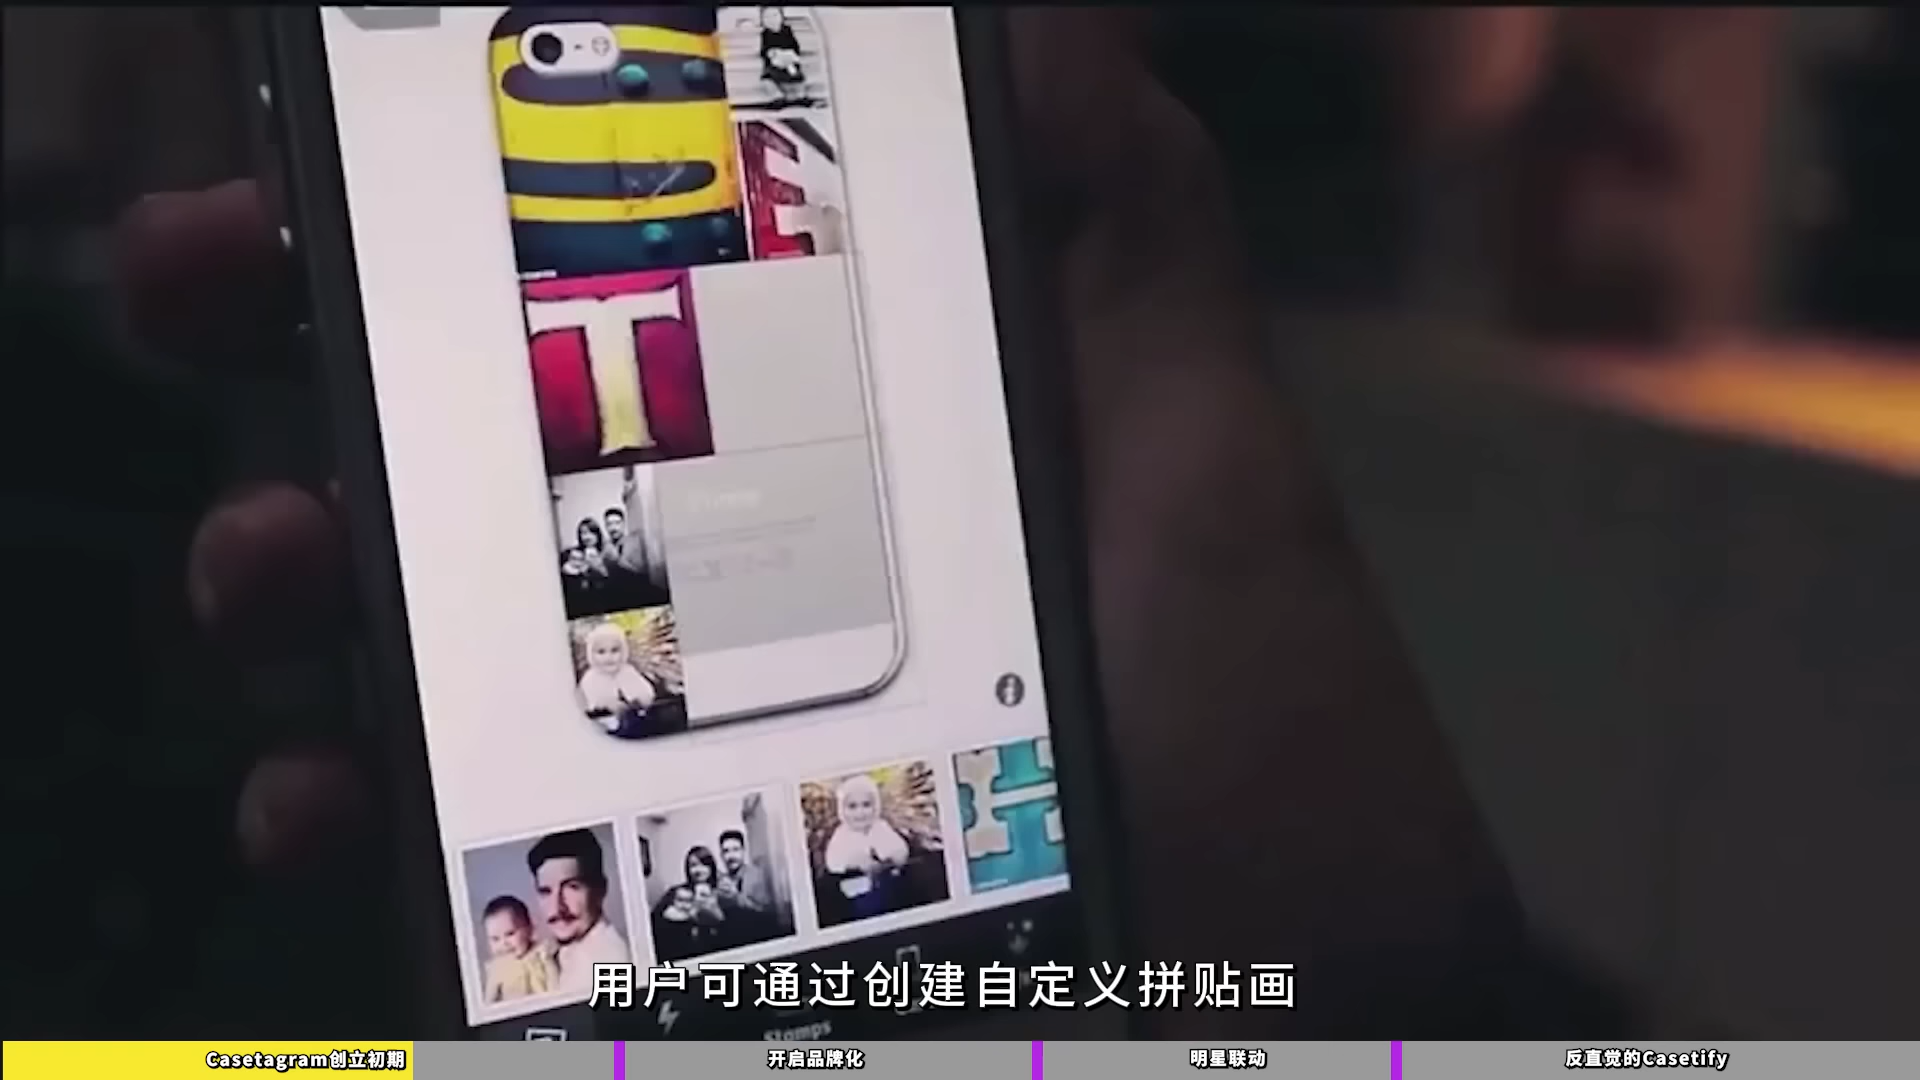 E
T
H
Stamps
用户可通过创建自定义拼贴画
Casetagram创立初期
开启品牌化
明星联动
反直觉的Casetify